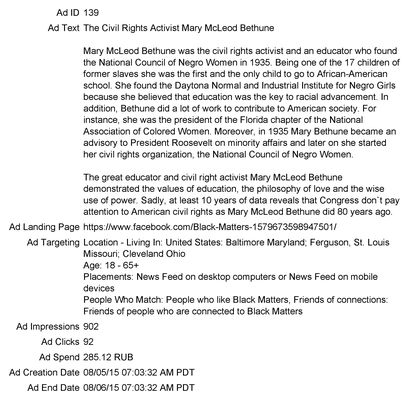 Ad ID 139
Ad Text The Civil Rights Activist Mary McLeod Bethune
Mary McLeod Bethune was the civil rights activist and an educator who found
the National Council of Negro Women in 1935. Being one of the 17 children of
former slaves she was the first and the only child to go to African-American
school. She found the Daytona Normal and Industrial Institute for Negro Girls
because she believed that education was the key to racial advancement. In
addition, Bethune did a lot of work to contribute to American society. For
instance, she was the president of the Florida chapter of the National
Association of Colored Women. Moreover, in 1935 Mary Bethune became an
advisory to President Roosevelt on minority affairs and later on she started
her civil rights organization, the National Council of Negro Women.
The great educator and civil right activist Mary McLeod Bethune
demonstrated the values of education, the philosophy of love and the wise
use of power. Sadly, at least 10 years of data reveals that Congress don`t pay
attention to American civil rights as Mary McLeod Bethune did 80 years ago.
Ad Landing Page https://www.facebook.com/Black-Matters-1579673598947501/
Ad Targeting Location - Living In: United States: Baltimore Maryland; Ferguson, St. Louis
Missouri; Cleveland Ohio
Age: 18 - 65+
Placements: News Feed on desktop computers or News Feed on mobile
devices
People Who Match: People who like Black Matters, Friends of connections:
Friends of people who are connected to Black Matters
Ad Impressions 902
Ad Clicks 92
Ad Spend 285.12 RUB
Ad Creation Date 08/05/15 07:03:32 AM PDT
Ad End Date 08/06/15 07:03:32 AM PDT